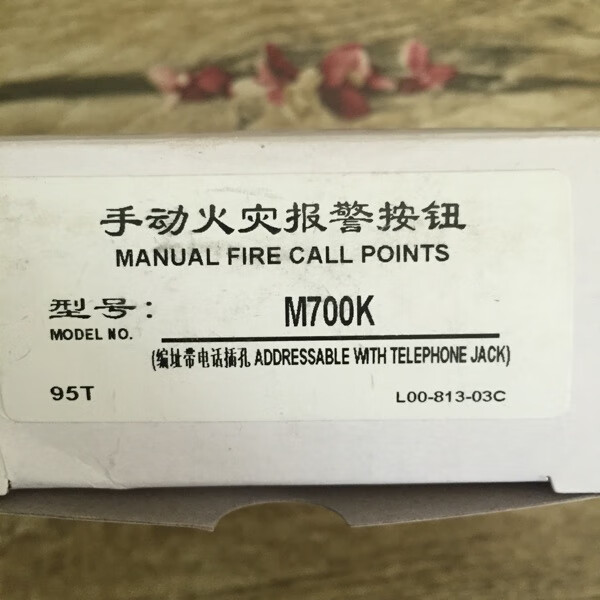 手动火灾报警按钮
MANUAL FIRE CALL POINTS
型号: M700K
MODEL NO.
(编址带电话插孔 ADDRESSABLE WITH TELEPHONE JACK)
95T L00-813-03C